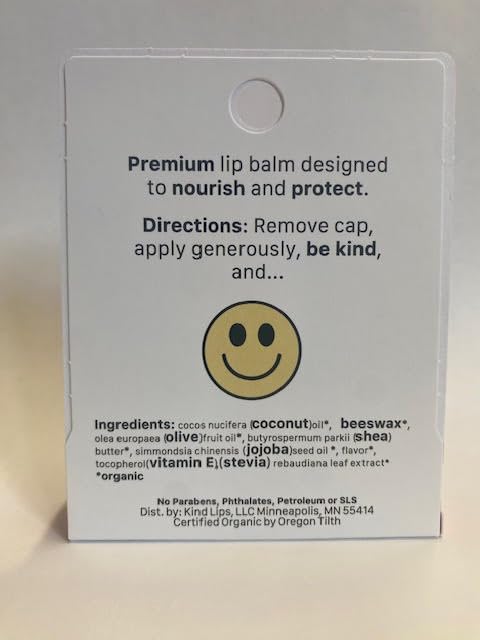 Premium lip balm designed
to nourish and protect.
Directions: Remove cap,
apply generously, be kind,
and...
Ingredients: cocos nucifera (coconut)oil*, beeswax*,
olea europaea (olive)fruit oil*, butyrospermum parkii (shea)
butter*, simmondsia chinensis (jojoba)seed oil *, flavor*,
tocopherol(vitamin E),(stevia) rebaudiana leaf extract*
*organic
No Parabens, Phthalates, Petroleum or SLS
Dist. by: Kind Lips, LLC Minneapolis, MN 55414
Certified Organic by Oregon Tilth